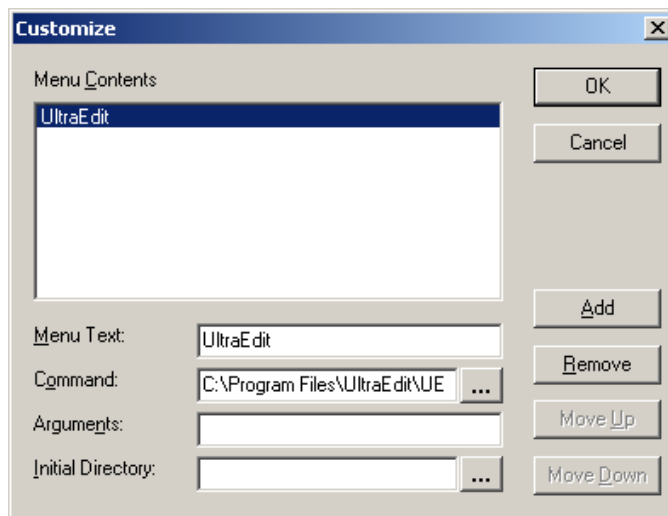 Customize
Menu Contents
UltraEdit
OK
Cancel
Add
Menu Text: UltraEdit
Remove
Command: C:\Program Files\UltraEdit\UE ...
Arguments:
Move Up
Initial Directory: ...
Move Down